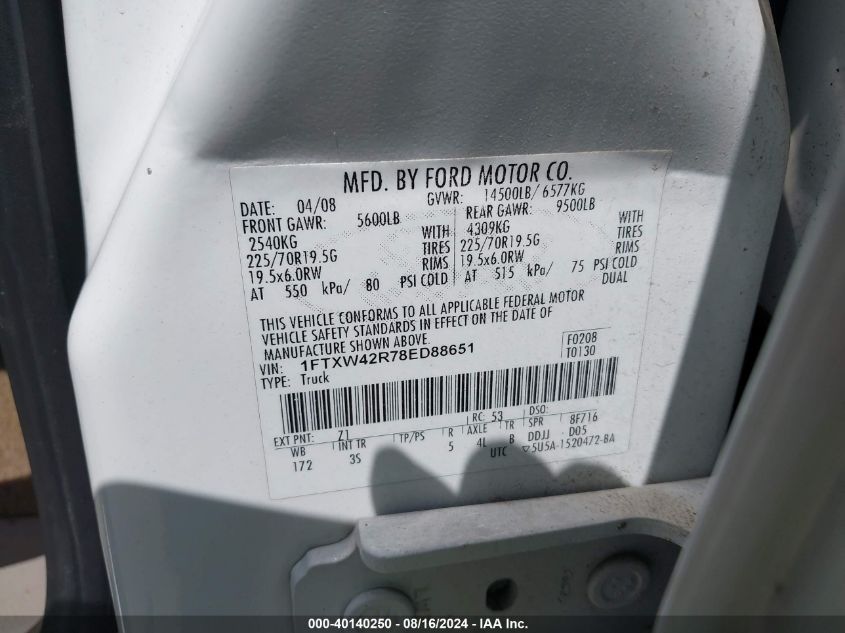 MFD. BY FORD MOTOR CO.
DATE: 04/08 GVWR: 14500LB/ 6577KG
FRONT GAWR: 5600LB REAR GAWR: 9500LB
2540KG WITH 4309KG WITH
225/70R19.5G TIRES 225/70R19.5G TIRES
19.5x6.0RW RIMS 19.5x6.0RW RIMS
AT 550 kPa/ 80 PSI COLD AT 515 kPa/ 75 PSI COLD
DUAL
THIS VEHICLE CONFORMS TO ALL APPLICABLE FEDERAL MOTOR
VEHICLE SAFETY STANDARDS IN EFFECT ON THE DATE OF
MANUFACTURE SHOWN ABOVE.
VIN: 1FTXW42R78ED88651 F0208
TYPE: Truck T0130
EXT PNT: Z1 RC: 53 DSO:
WB INT TR TP/PS R AXLE TR SPR 8F716
172 3S 5 4L B DDJJ D05
UTC ▽5U5A-1520472-BA
000-40140250 - 08/16/2024 - IAA Inc.